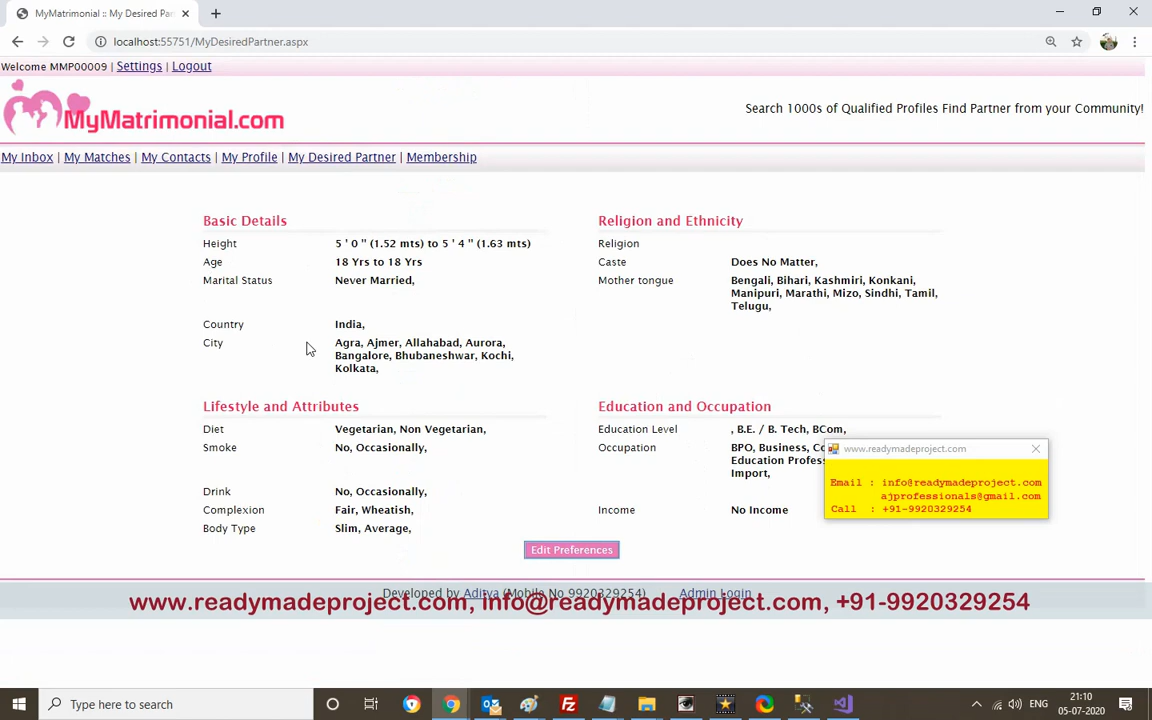 MyMatrimonial :: My Desired Par
localhost:55751/MyDesiredPartner.aspx
Welcome MMP00009 | Settings | Logout
MyMatrimonial.com
Search 1000s of Qualified Profiles Find Partner from your Community!
My Inbox | My Matches | My Contacts | My Profile | My Desired Partner | Membership
Basic Details
Height 5 ' 0 " (1.52 mts) to 5 ' 4 " (1.63 mts)
Age 18 Yrs to 18 Yrs
Marital Status Never Married,
Country India,
City Agra, Ajmer, Allahabad, Aurora,
Bangalore, Bhubaneshwar, Kochi,
Kolkata,
Religion and Ethnicity
Religion
Caste Does No Matter,
Mother tongue Bengali, Bihari, Kashmiri, Konkani,
Manipuri, Marathi, Mizo, Sindhi, Tamil,
Telugu,
Lifestyle and Attributes
Diet Vegetarian, Non Vegetarian,
Smoke No, Occasionally,
Drink No, Occasionally,
Complexion Fair, Wheatish,
Body Type Slim, Average,
Education and Occupation
Education Level , B.E. / B. Tech, BCom,
Occupation BPO, Business,
Education
Import,
Income No Income
www.readymadeproject.com
Email : info@readymadeproject.com
ajprofessionals@gmail.com
Call : +91-9920329254
Edit Preferences
Developed by Aditya (Mobile No 9920329254) Admin Login
www.readymadeproject.com, info@readymadeproject.com, +91-9920329254
Type here to search
ENG
21:10
05-07-2020